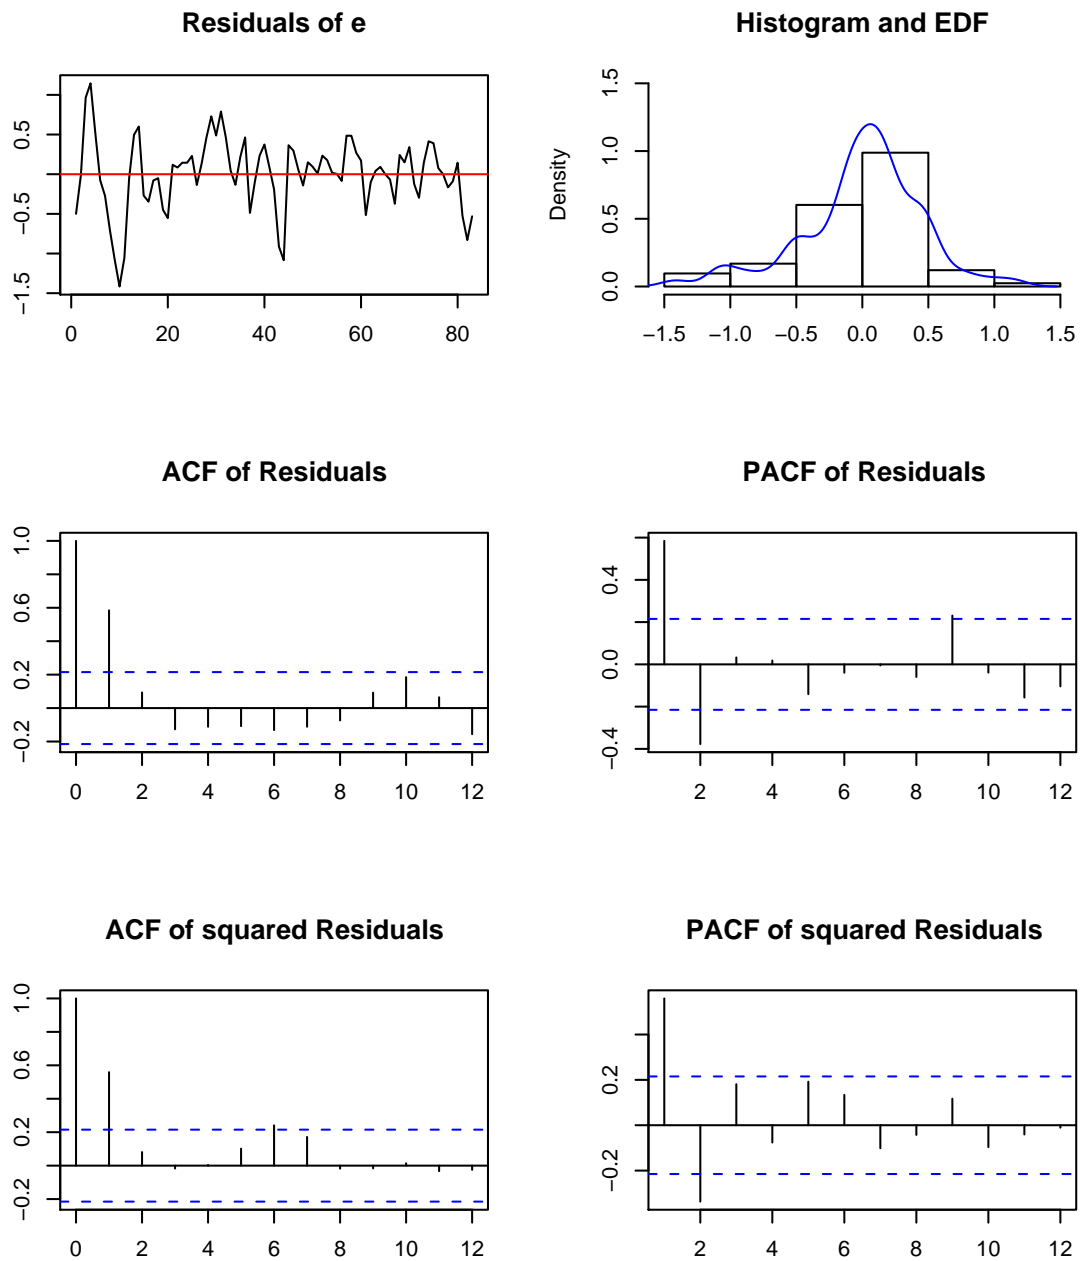 Residuals of e
0.5
−0.5
−1.5
0 20 40 60 80
Histogram and EDF
Density
1.5
1.0
0.5
0.0
−1.5 −1.0 −0.5 0.0 0.5 1.0 1.5
ACF of Residuals
1.0
0.6
0.2
−0.2
0 2 4 6 8 10 12
PACF of Residuals
0.4
0.0
−0.4
2 4 6 8 10 12
ACF of squared Residuals
1.0
0.6
0.2
−0.2
0 2 4 6 8 10 12
PACF of squared Residuals
0.2
−0.2
2 4 6 8 10 12